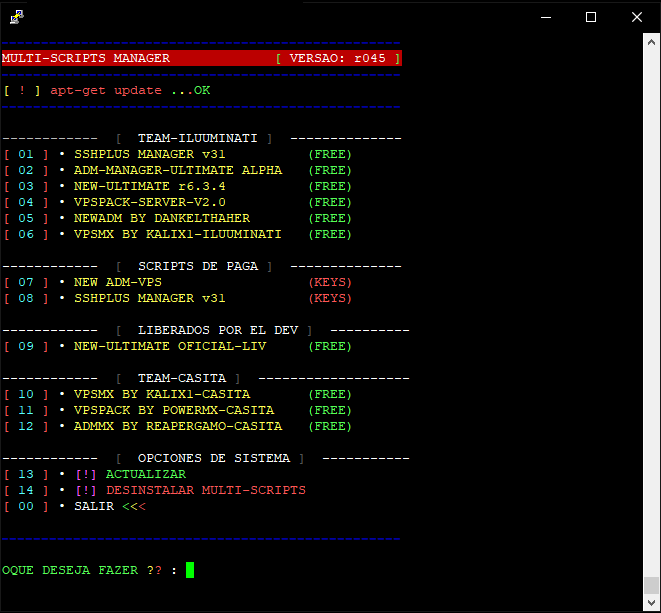 MULTI-SCRIPTS MANAGER [ VERSAO: r045 ]
[ ! ] apt-get update ...OK
------------ [ TEAM-ILUUMINATI ] --------------
[ 01 ] • SSHPLUS MANAGER v31 (FREE)
[ 02 ] • ADM-MANAGER-ULTIMATE ALPHA (FREE)
[ 03 ] • NEW-ULTIMATE r6.3.4 (FREE)
[ 04 ] • VPSPACK-SERVER-V2.0 (FREE)
[ 05 ] • NEWADM BY DANKELTHAHER (FREE)
[ 06 ] • VPSMX BY KALIX1-ILUUMINATI (FREE)
------------ [ SCRIPTS DE PAGA ] --------------
[ 07 ] • NEW ADM-VPS (KEYS)
[ 08 ] • SSHPLUS MANAGER v31 (KEYS)
------------ [ LIBERADOS POR EL DEV ] ----------
[ 09 ] • NEW-ULTIMATE OFICIAL-LIV (FREE)
------------ [ TEAM-CASITA ] -------------------
[ 10 ] • VPSMX BY KALIX1-CASITA (FREE)
[ 11 ] • VPSPACK BY POWERMX-CASITA (FREE)
[ 12 ] • ADMMX BY REAPERGAMO-CASITA (FREE)
------------ [ OPCIONES DE SISTEMA ] -----------
[ 13 ] • [!] ACTUALIZAR
[ 14 ] • [!] DESINSTALAR MULTI-SCRIPTS
[ 00 ] • SALIR <<<
OQUE DESEJA FAZER ?? :